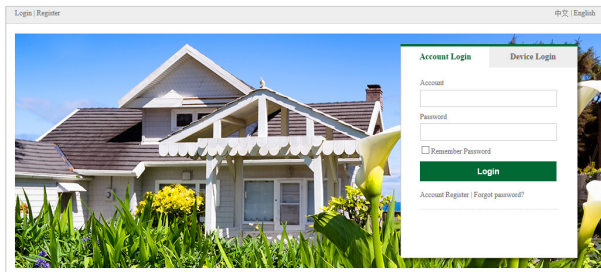 Login | Register
中文 | English
Account Login
Device Login
Account
Password
Remember Password
Login
Account Register | Forgot password?